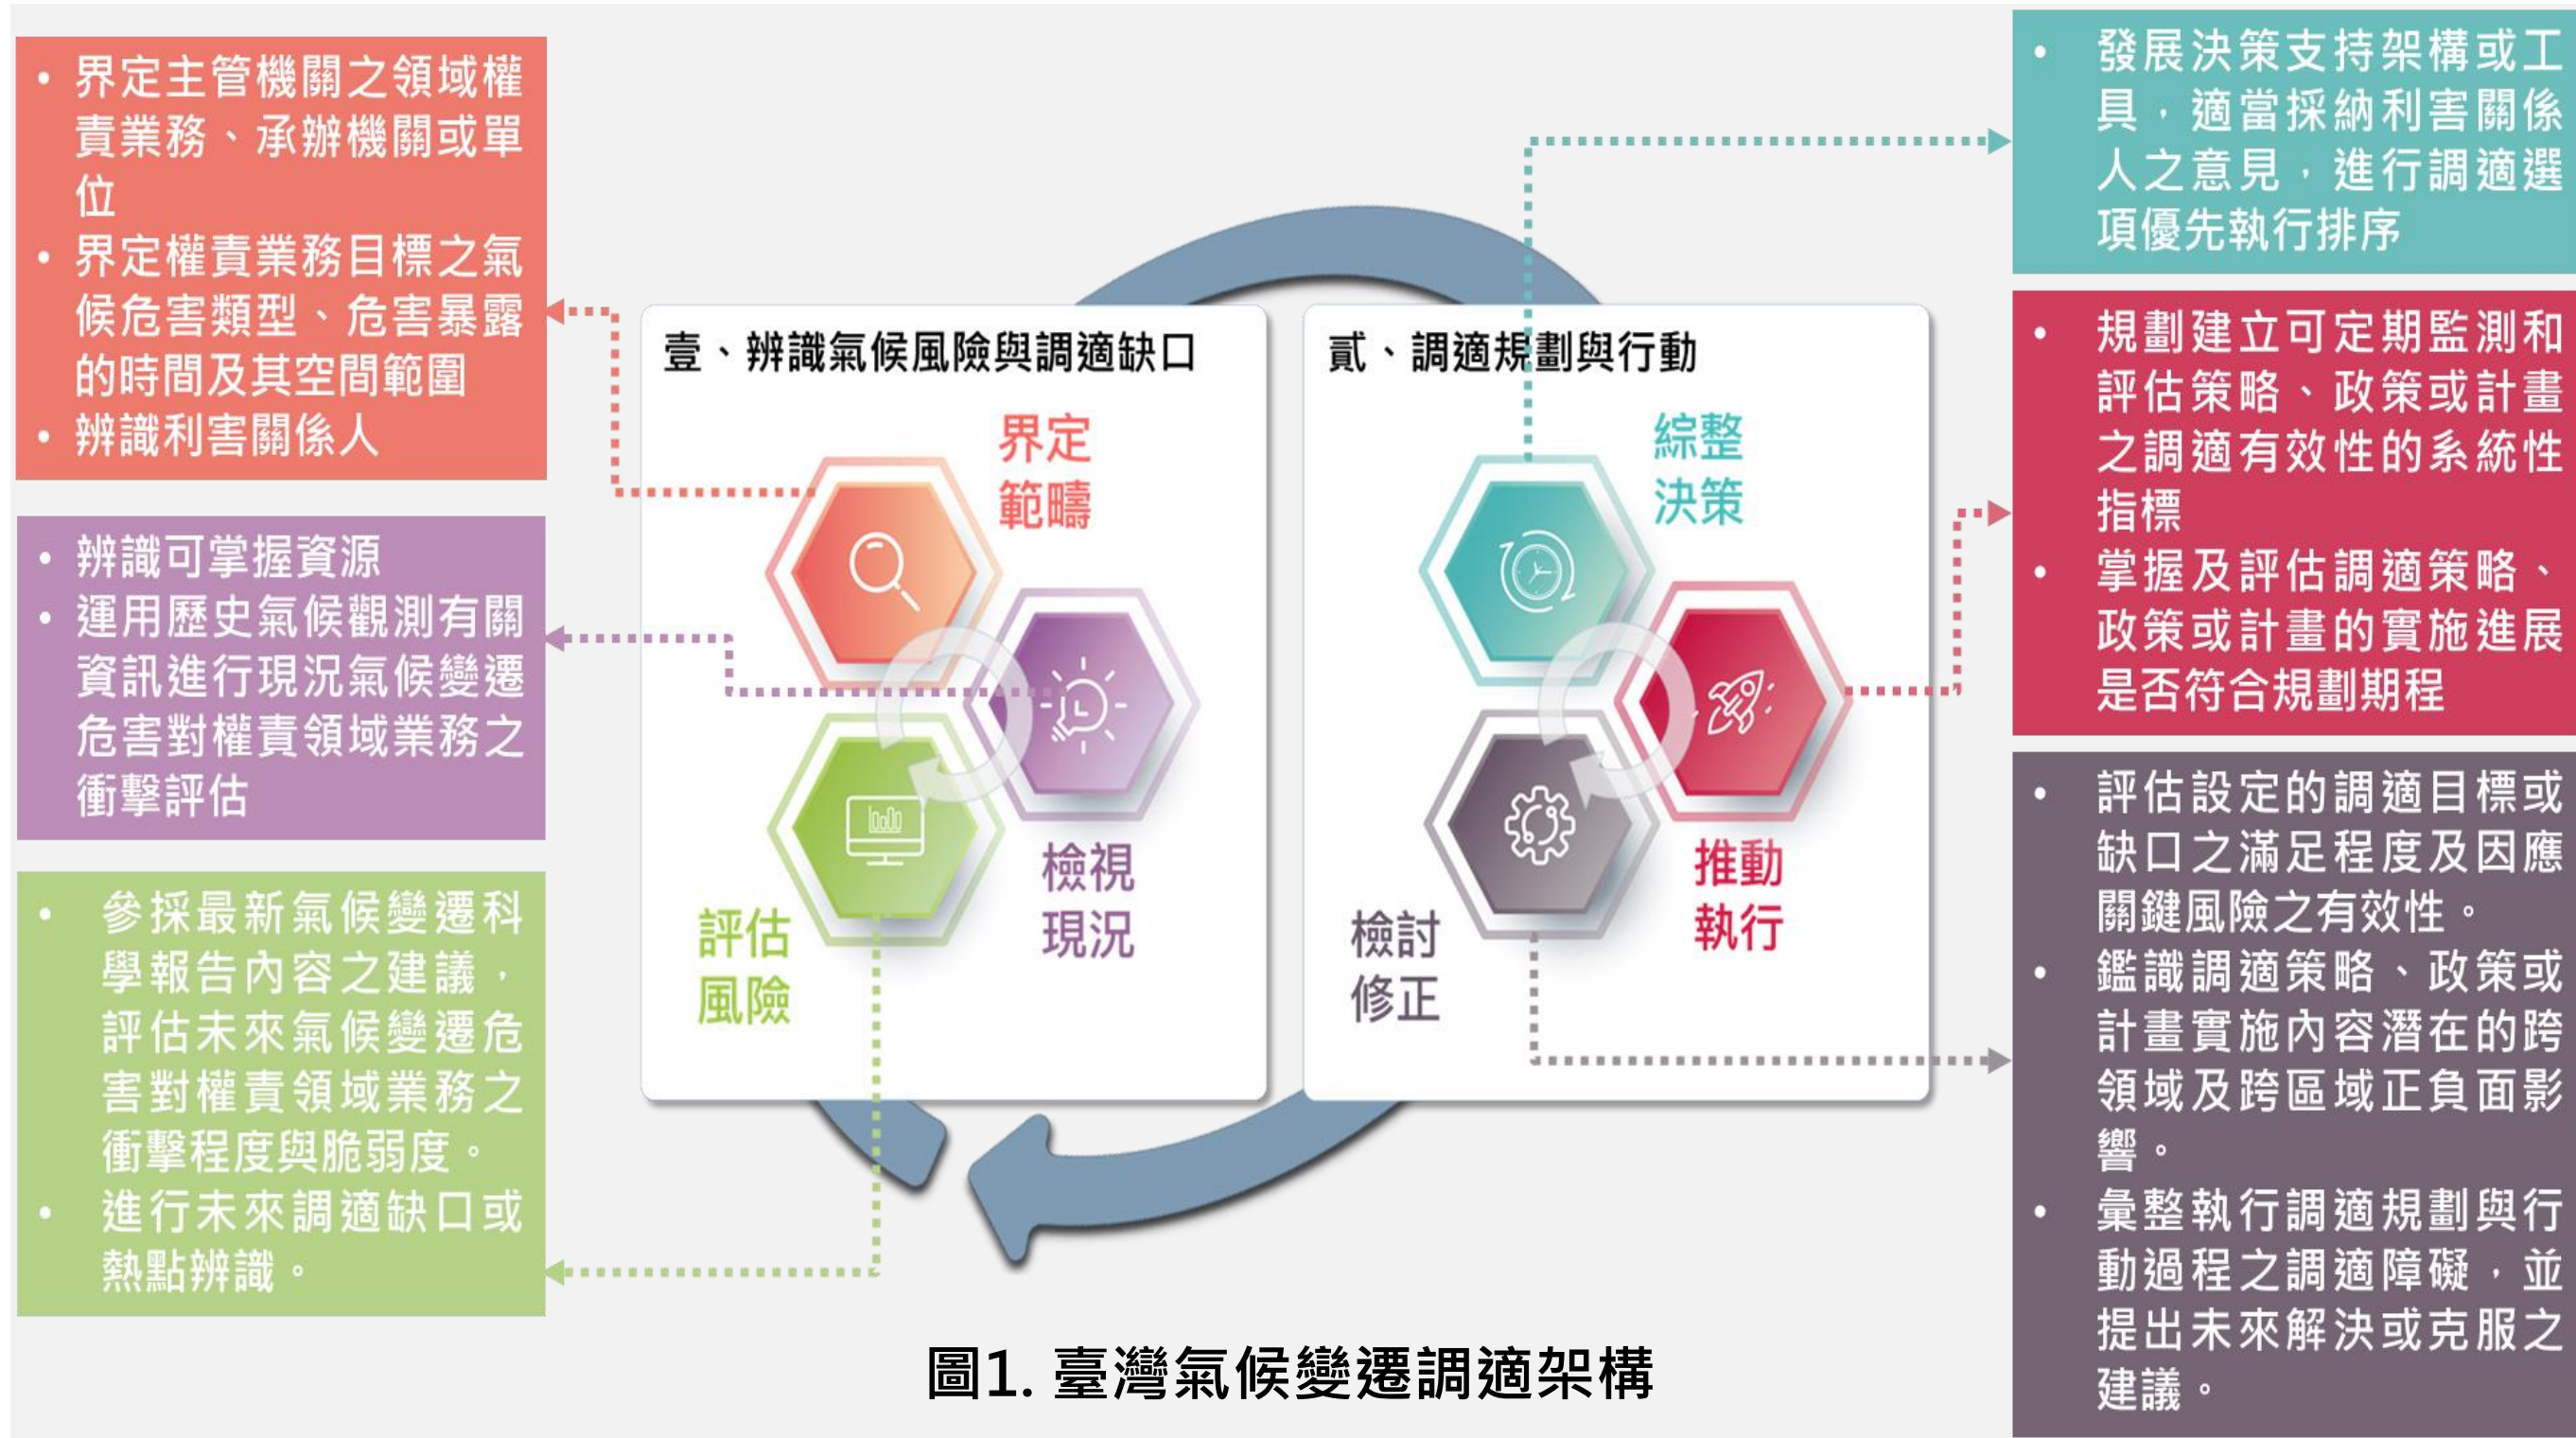 • 界定主管機關之領域權
責業務、承辦機關或單
位
• 界定權責業務目標之氣
候危害類型、危害暴露
的時間及其空間範圍
• 辨識利害關係人
• 辨識可掌握資源
• 運用歷史氣候觀測有關
資訊進行現況氣候變遷
危害對權責領域業務之
衝擊評估
• 參採最新氣候變遷科
學報告內容之建議，
評估未來氣候變遷危
害對權責領域業務之
衝擊程度與脆弱度。
• 進行未來調適缺口或
熱點辨識。
壹、辨識氣候風險與調適缺口
界定
範疇
檢視
現況
評估
風險
貳、調適規劃與行動
綜整
決策
推動
執行
檢討
修正
• 發展決策支持架構或工
具，適當採納利害關係
人之意見，進行調適選
項優先執行排序
• 規劃建立可定期監測和
評估策略、政策或計畫
之調適有效性的系統性
指標
• 掌握及評估調適策略、
政策或計畫的實施進展
是否符合規劃期程
• 評估設定的調適目標或
缺口之滿足程度及因應
關鍵風險之有效性。
• 鑑識調適策略、政策或
計畫實施內容潛在的跨
領域及跨區域正負面影
響。
• 彙整執行調適規劃與行
動過程之調適障礙，並
提出未來解決或克服之
建議。
圖1. 臺灣氣候變遷調適架構